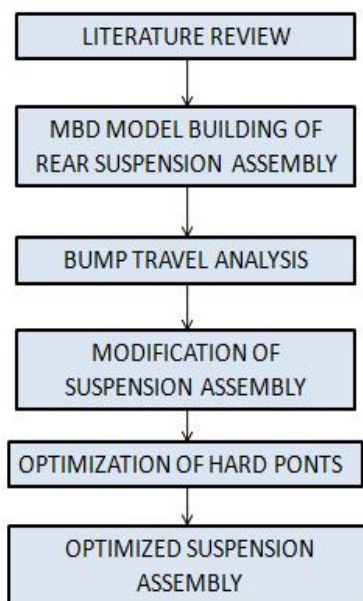 LITERATURE REVIEW
MBD MODEL BUILDING OF
REAR SUSPENSION ASSEMBLY
BUMP TRAVEL ANALYSIS
MODIFICATION OF
SUSPENSION ASSEMBLY
OPTIMIZATION OF HARD PONTS
OPTIMIZED SUSPENSION
ASSEMBLY